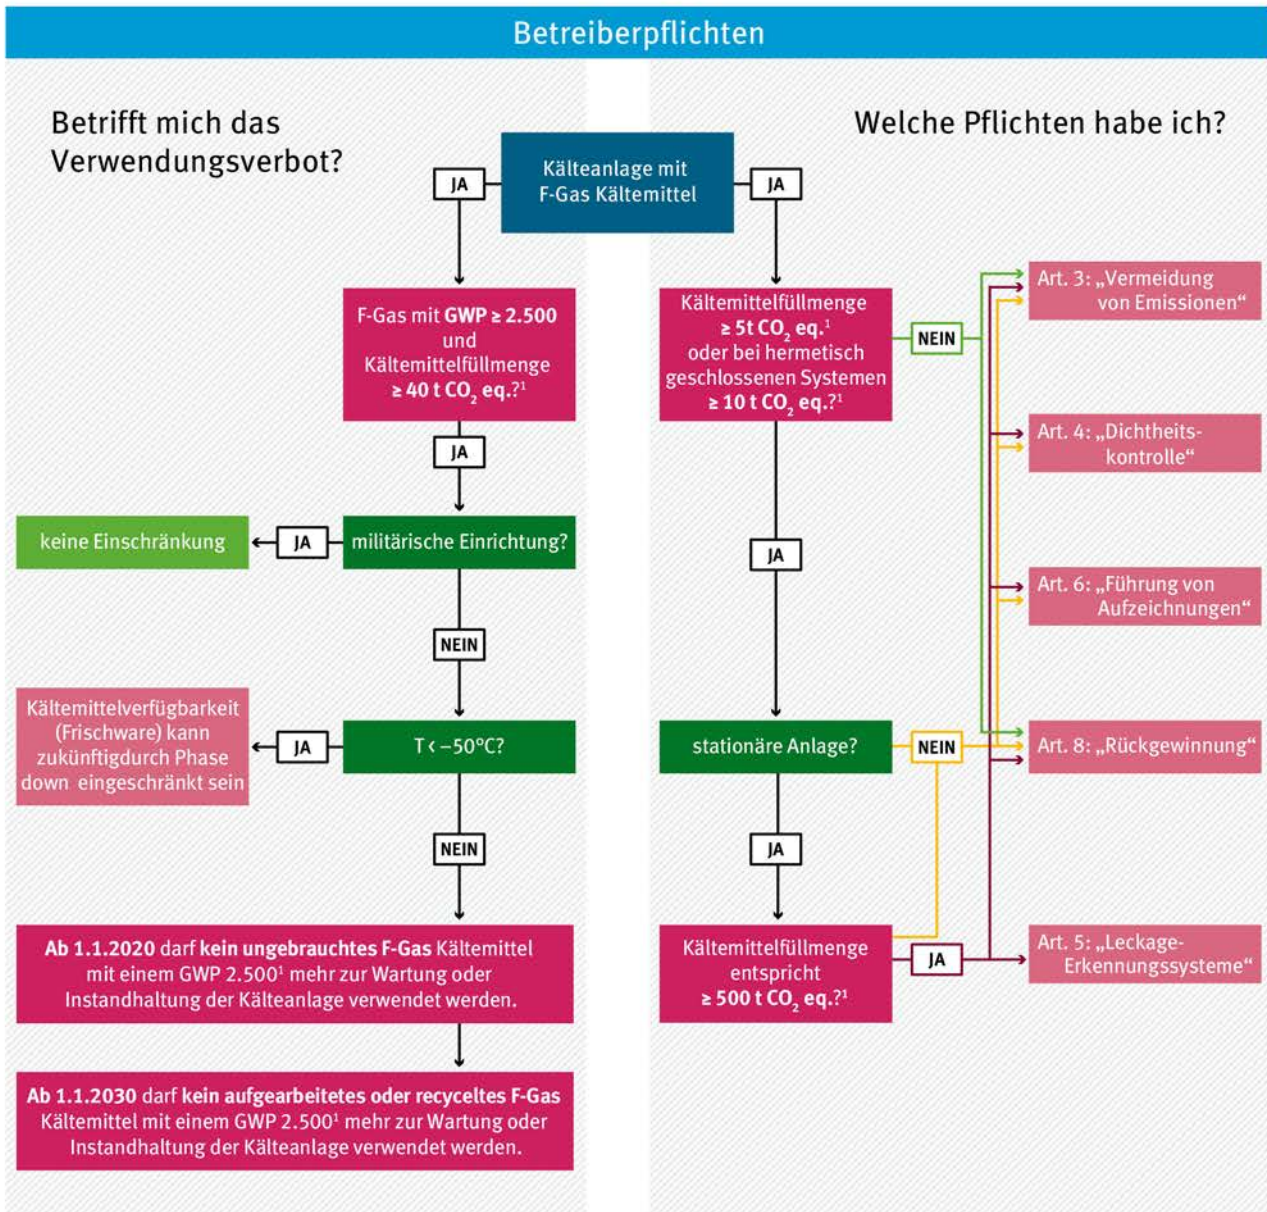 Betreiberpflichten
Betrifft mich das
Verwendungsverbot?
Welche Pflichten habe ich?
Kälteanlage mit
F-Gas Kältemittel
JA
JA
F-Gas mit GWP ≥ 2.500
und
Kältemittelfüllmenge
≥ 40 t CO₂ eq.?¹
JA
militärische Einrichtung?
JA
keine Einschränkung
NEIN
T < –50°C?
JA
Kältemittelverfügbarkeit
(Frischware) kann
zukünftigdurch Phase
down eingeschränkt sein
NEIN
Ab 1.1.2020 darf kein ungebrauchtes F-Gas Kältemittel
mit einem GWP 2.500¹ mehr zur Wartung oder
Instandhaltung der Kälteanlage verwendet werden.
Ab 1.1.2030 darf kein aufgearbeitetes oder recyceltes F-Gas
Kältemittel mit einem GWP 2.500¹ mehr zur Wartung oder
Instandhaltung der Kälteanlage verwendet werden.
Kältemittelfüllmenge
≥ 5t CO₂ eq.¹
oder bei hermetisch
geschlossenen Systemen
≥ 10 t CO₂ eq.?¹
NEIN
JA
stationäre Anlage?
NEIN
JA
Kältemittelfüllmenge
entspricht
≥ 500 t CO₂ eq.?¹
JA
Art. 3: „Vermeidung
von Emissionen“
Art. 4: „Dichtheits-
kontrolle“
Art. 6: „Führung von
Aufzeichnungen“
Art. 8: „Rückgewinnung“
Art. 5: „Leckage-
Erkennungssysteme“